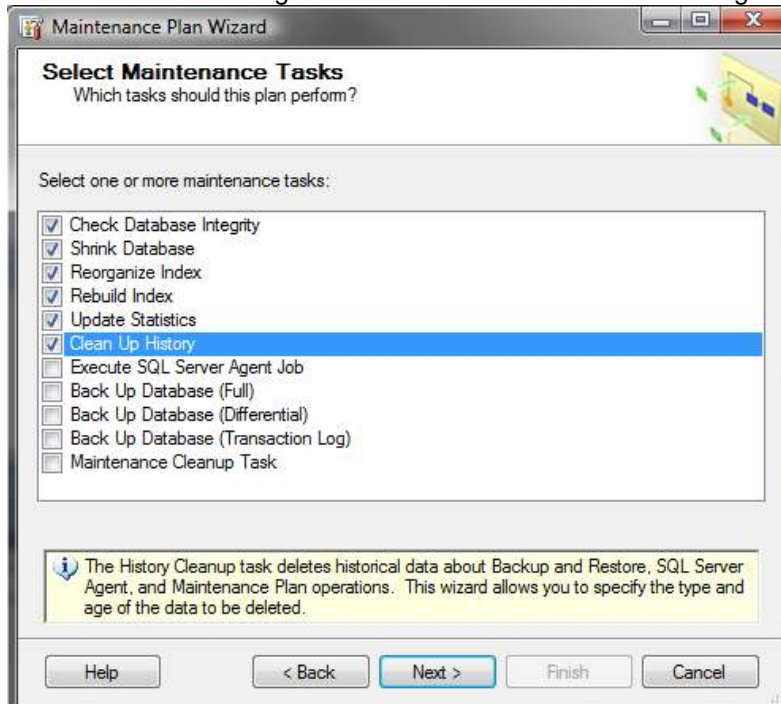 Maintenance Plan Wizard
Select Maintenance Tasks
Which tasks should this plan perform?
Select one or more maintenance tasks:
Check Database Integrity
Shrink Database
Reorganize Index
Rebuild Index
Update Statistics
Clean Up History
Execute SQL Server Agent Job
Back Up Database (Full)
Back Up Database (Differential)
Back Up Database (Transaction Log)
Maintenance Cleanup Task
The History Cleanup task deletes historical data about Backup and Restore, SQL Server
Agent, and Maintenance Plan operations. This wizard allows you to specify the type and
age of the data to be deleted.
Help < Back Next > Finish Cancel